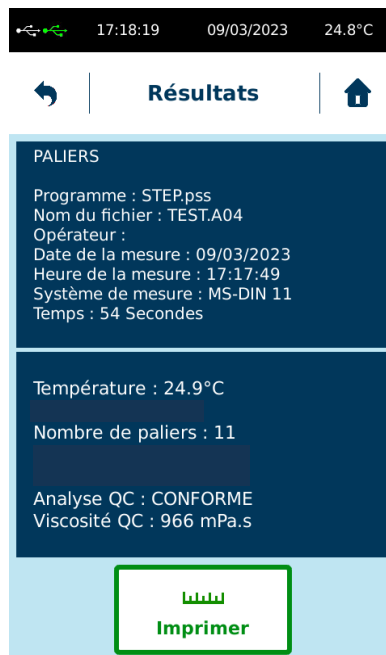 17:18:19 09/03/2023 24.8°C
Résultats
PALIERS
Programme : STEP.pss
Nom du fichier : TEST.A04
Opérateur :
Date de la mesure : 09/03/2023
Heure de la mesure : 17:17:49
Système de mesure : MS-DIN 11
Temps : 54 Secondes
Température : 24.9°C
Nombre de paliers : 11
Analyse QC : CONFORME
Viscosité QC : 966 mPa.s
Imprimer